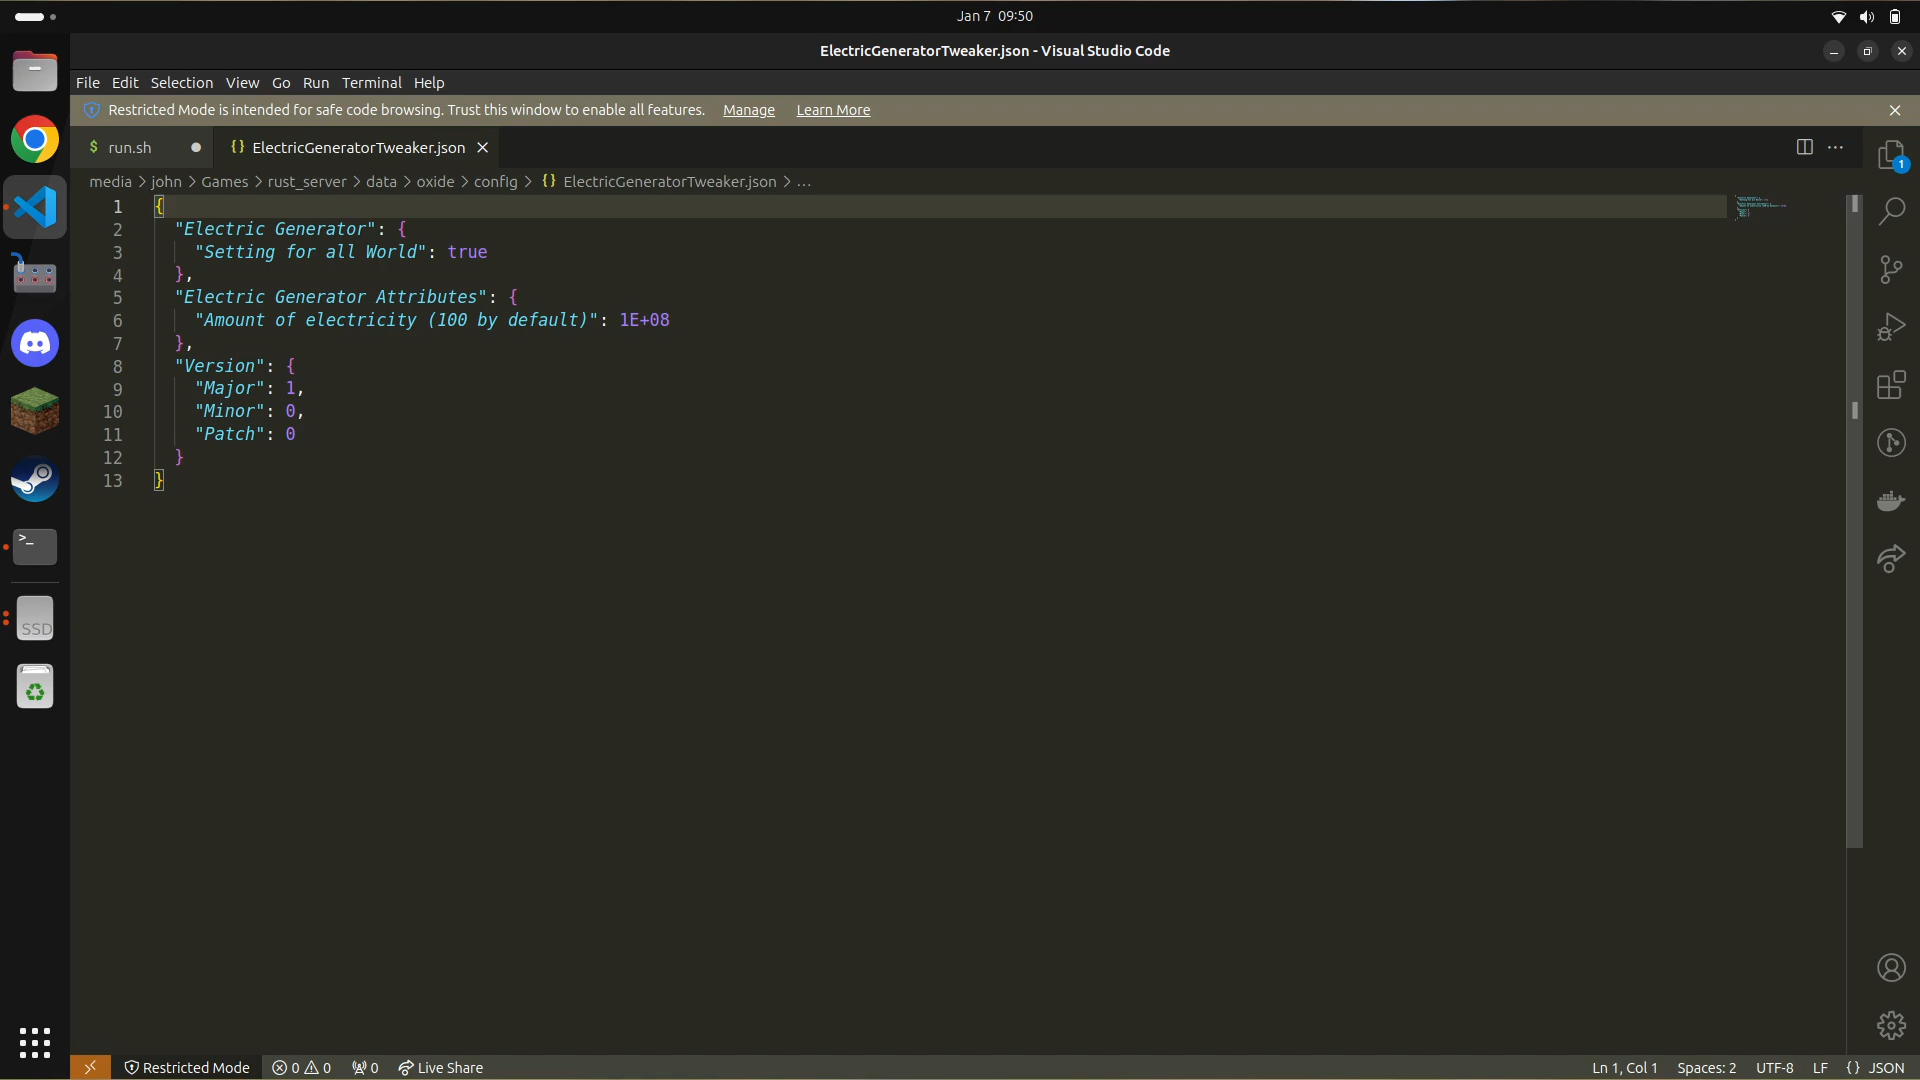 Jan 7 09:50
ElectricGeneratorTweaker.json - Visual Studio Code
File Edit Selection View Go Run Terminal Help
Restricted Mode is intended for safe code browsing. Trust this window to enable all features. Manage Learn More
$ run.sh
{} ElectricGeneratorTweaker.json
media > john > Games > rust_server > data > oxide > config > {} ElectricGeneratorTweaker.json > ...
1 {
2 "Electric Generator": {
3 "Setting for all World": true
4 },
5 "Electric Generator Attributes": {
6 "Amount of electricity (100 by default)": 1E+08
7 },
8 "Version": {
9 "Major": 1,
10 "Minor": 0,
11 "Patch": 0
12 }
13 }
1
>_
SSD
Restricted Mode 0 0 0 Live Share
Ln 1, Col 1 Spaces: 2 UTF-8 LF {} JSON